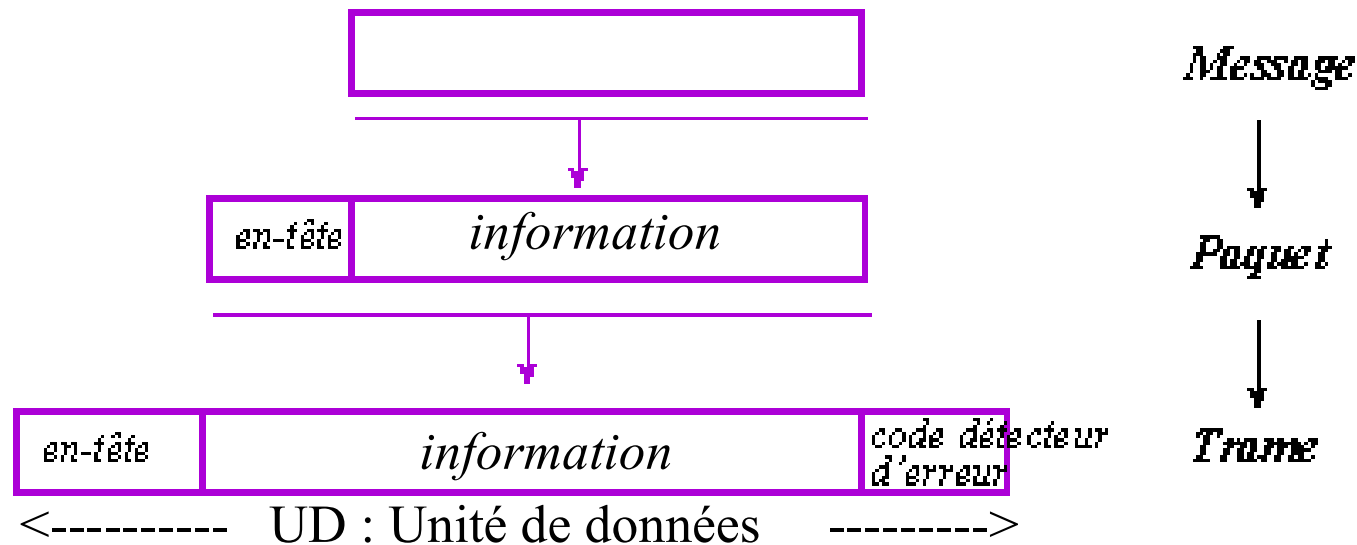 Message
en-tête information
Paquet
en-tête information code détecteur
d'erreur
Trame
<---------- UD : Unité de données --------->